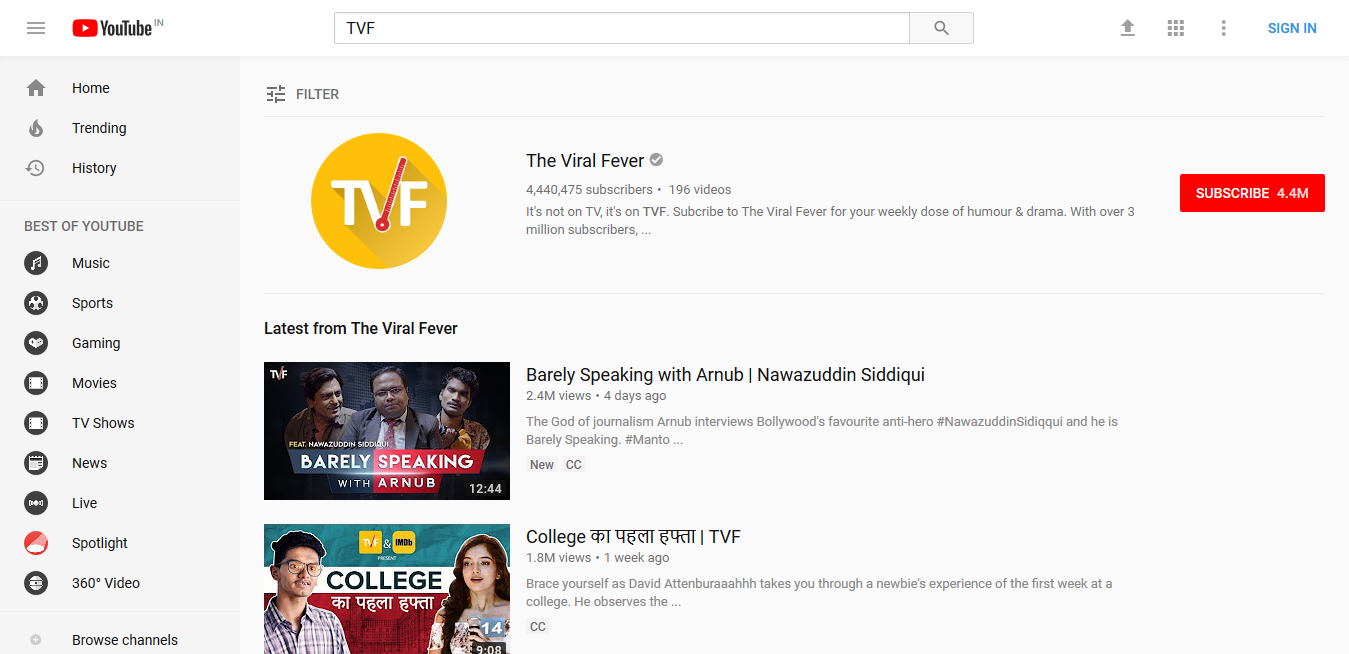 YouTube IN
TVF
SIGN IN
Home
Trending
History
BEST OF YOUTUBE
Music
Sports
Gaming
Movies
TV Shows
News
Live
Spotlight
360° Video
Browse channels
FILTER
TVF
The Viral Fever
4,440,475 subscribers • 196 videos
It's not on TV, it's on TVF. Subcribe to The Viral Fever for your weekly dose of humour & drama. With over 3
million subscribers, ...
SUBSCRIBE 4.4M
Latest from The Viral Fever
TVF
FEAT. NAWAZUDDIN SIDDIQUI
BARELY SPEAKING
WITH ARNUB
12:44
Barely Speaking with Arnub | Nawazuddin Siddiqui
2.4M views • 4 days ago
The God of journalism Arnub interviews Bollywood's favourite anti-hero #NawazuddinSidiqqui and he is
Barely Speaking. #Manto ...
New CC
TVF & IMDb
PRESENT
COLLEGE
का पहला हफ्ता
14
9:08
College का पहला हफ्ता | TVF
1.8M views • 1 week ago
Brace yourself as David Attenburaaahhh takes you through a newbie's experience of the first week at a
college. He observes the ...
CC